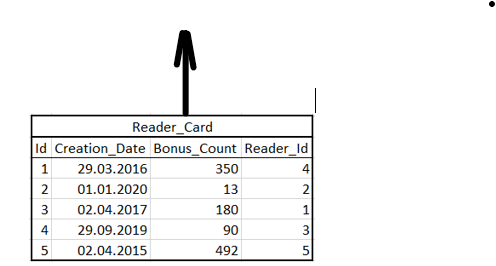 Reader_Card
Id Creation_Date Bonus_Count Reader_Id
1 29.03.2016 350 4
2 01.01.2020 13 2
3 02.04.2017 180 1
4 29.09.2019 90 3
5 02.04.2015 492 5